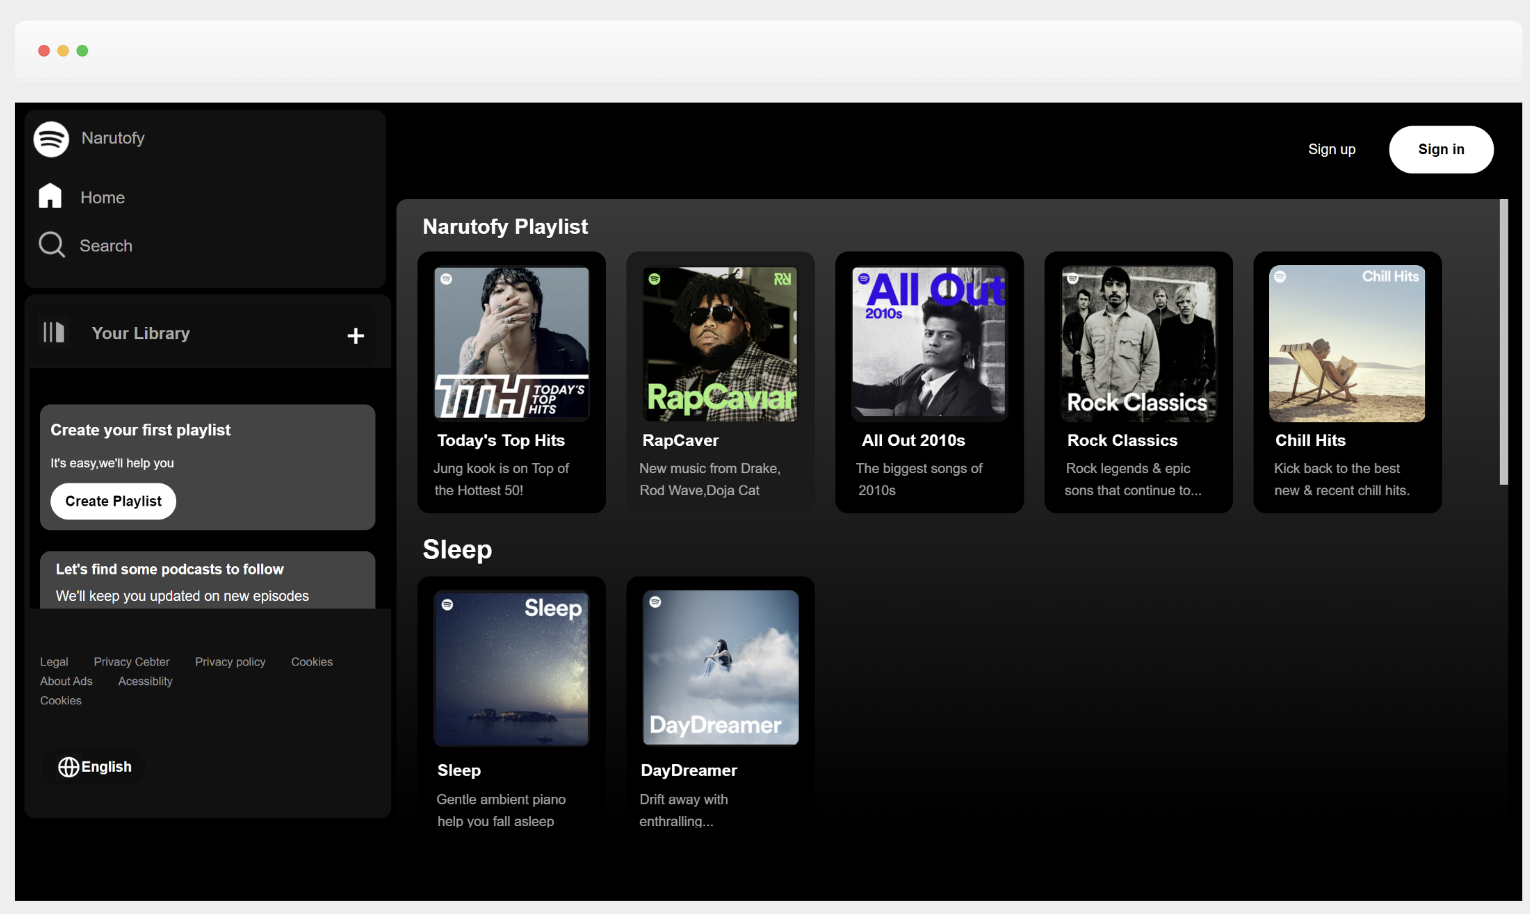 Narutofy
Home
Search
Your Library
Create your first playlist
It's easy,we'll help you
Create Playlist
Let's find some podcasts to follow
We'll keep you updated on new episodes
Legal Privacy Cebter Privacy policy Cookies
About Ads Acessiblity
Cookies
English
Sign up Sign in
Narutofy Playlist
TTH TODAY'S
TOP
HITS
Today's Top Hits
Jung kook is on Top of
the Hottest 50!
RapCaviar
RapCaver
New music from Drake,
Rod Wave,Doja Cat
All Out
2010s
All Out 2010s
The biggest songs of
2010s
Rock Classics
Rock Classics
Rock legends & epic
sons that continue to...
Chill Hits
Chill Hits
Kick back to the best
new & recent chill hits.
Sleep
Sleep
Sleep
Gentle ambient piano
help you fall asleep
DayDreamer
DayDreamer
Drift away with
enthralling...